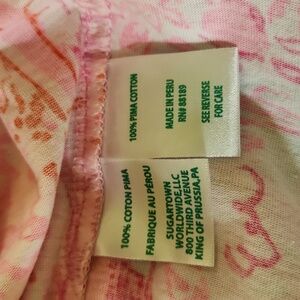 100% PIMA COTTON
MADE IN PERU
RN# 88189
SEE REVERSE
FOR CARE
100% COTON PIMA
FABRIQUE AU PÉROU
SUGARTOWN
WORLDWIDE, LLC
800 THIRD AVENUE
KING OF PRUSSIA, PA